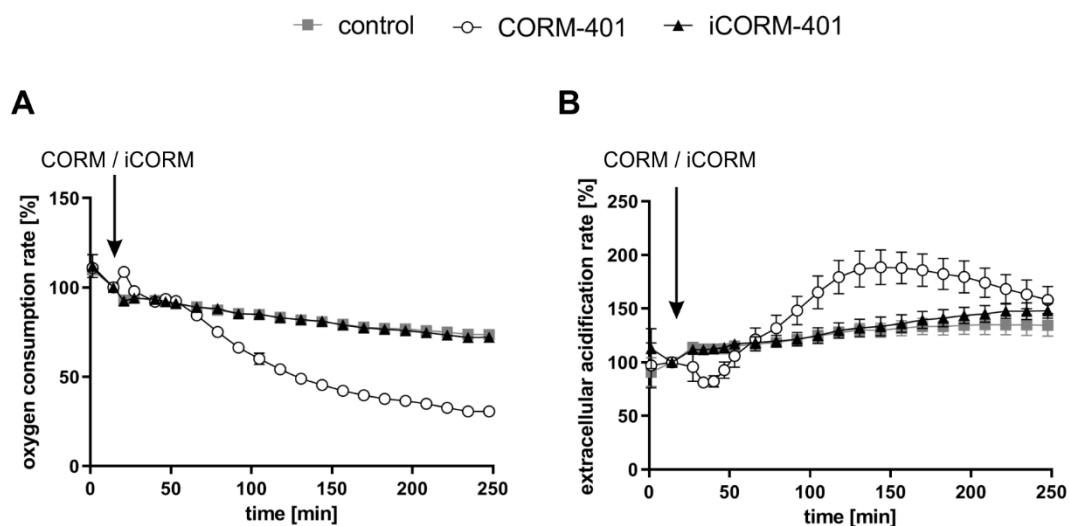 control CORM-401 iCORM-401
A
CORM / iCORM
oxygen consumption rate [%]
150
100
50
0
0 50 100 150 200 250
time [min]
B
CORM / iCORM
extracellular acidification rate [%]
250
200
150
100
50
0
0 50 100 150 200 250
time [min]